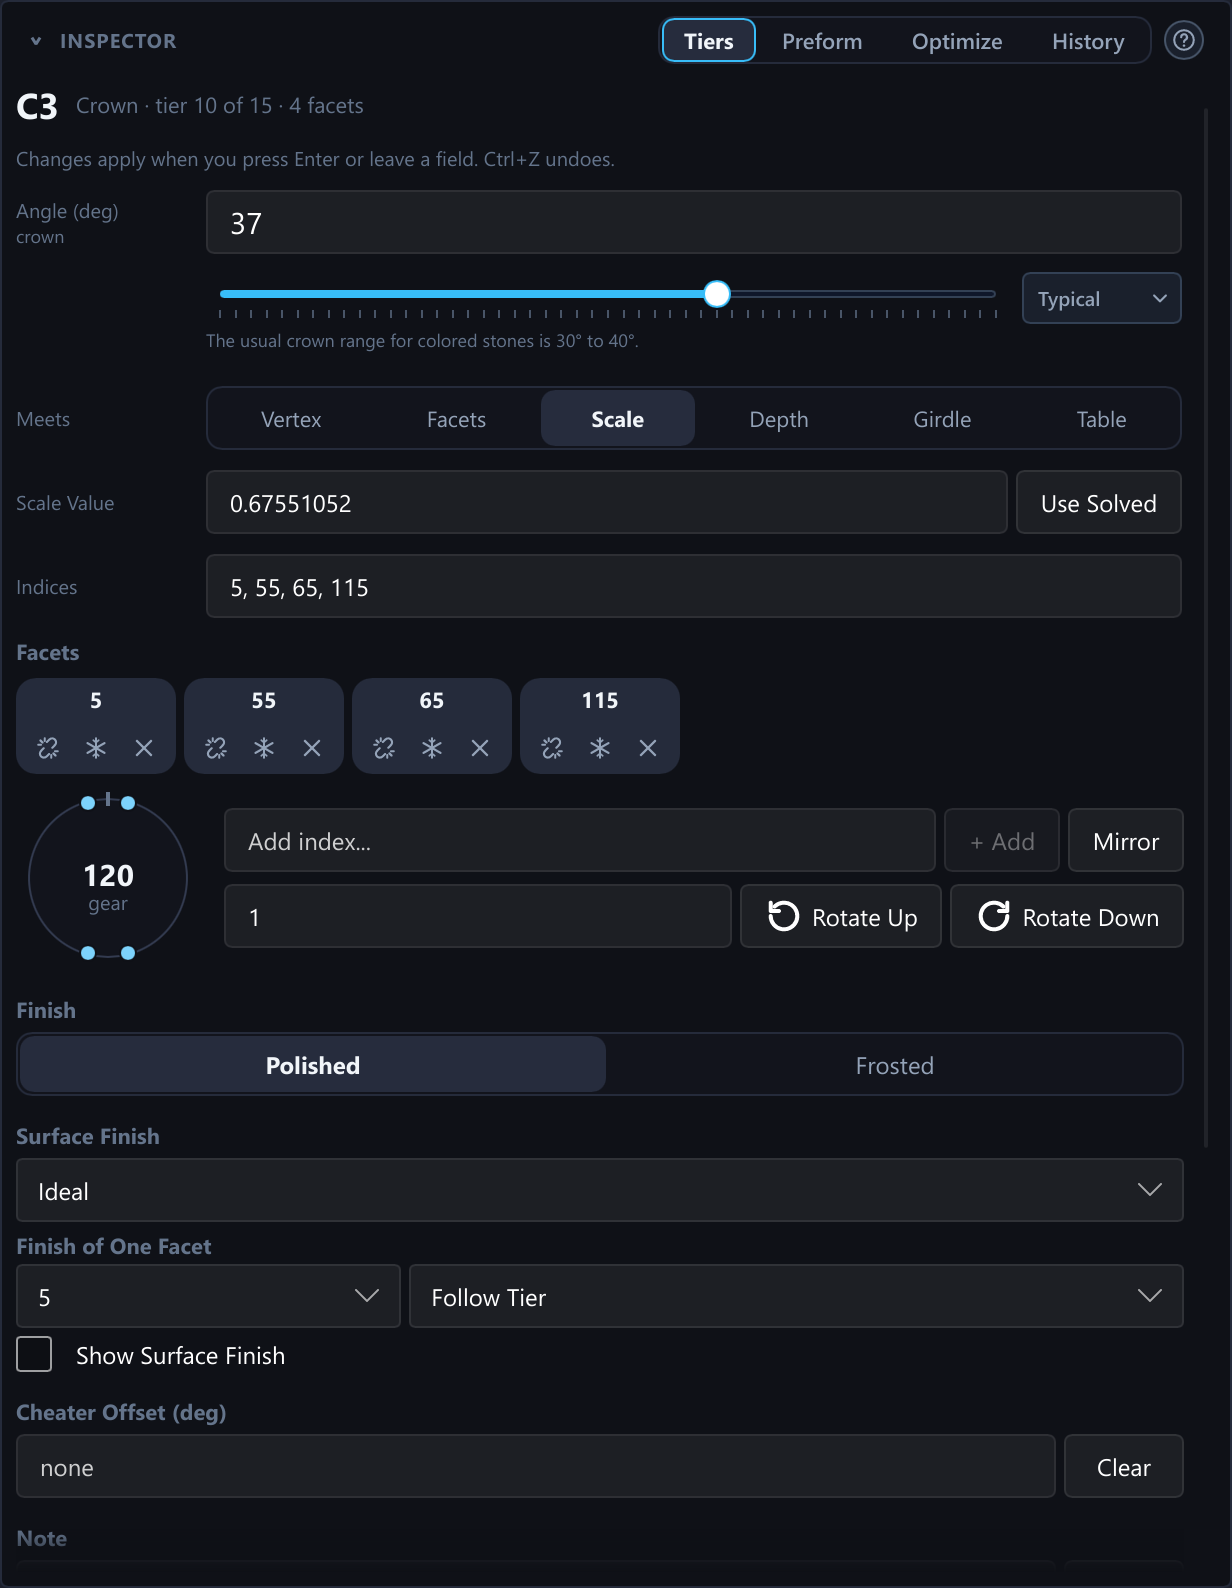 INSPECTOR
Tiers Preform Optimize History
C3 Crown · tier 10 of 15 · 4 facets
Changes apply when you press Enter or leave a field. Ctrl+Z undoes.
Angle (deg)
crown
37
Typical
The usual crown range for colored stones is 30° to 40°.
Meets
Vertex Facets Scale Depth Girdle Table
Scale Value
0.67551052
Use Solved
Indices
5, 55, 65, 115
Facets
5 55 65 115
120
gear
Add index...
+ Add
Mirror
1
Rotate Up
Rotate Down
Finish
Polished Frosted
Surface Finish
Ideal
Finish of One Facet
5
Follow Tier
Show Surface Finish
Cheater Offset (deg)
none
Clear
Note